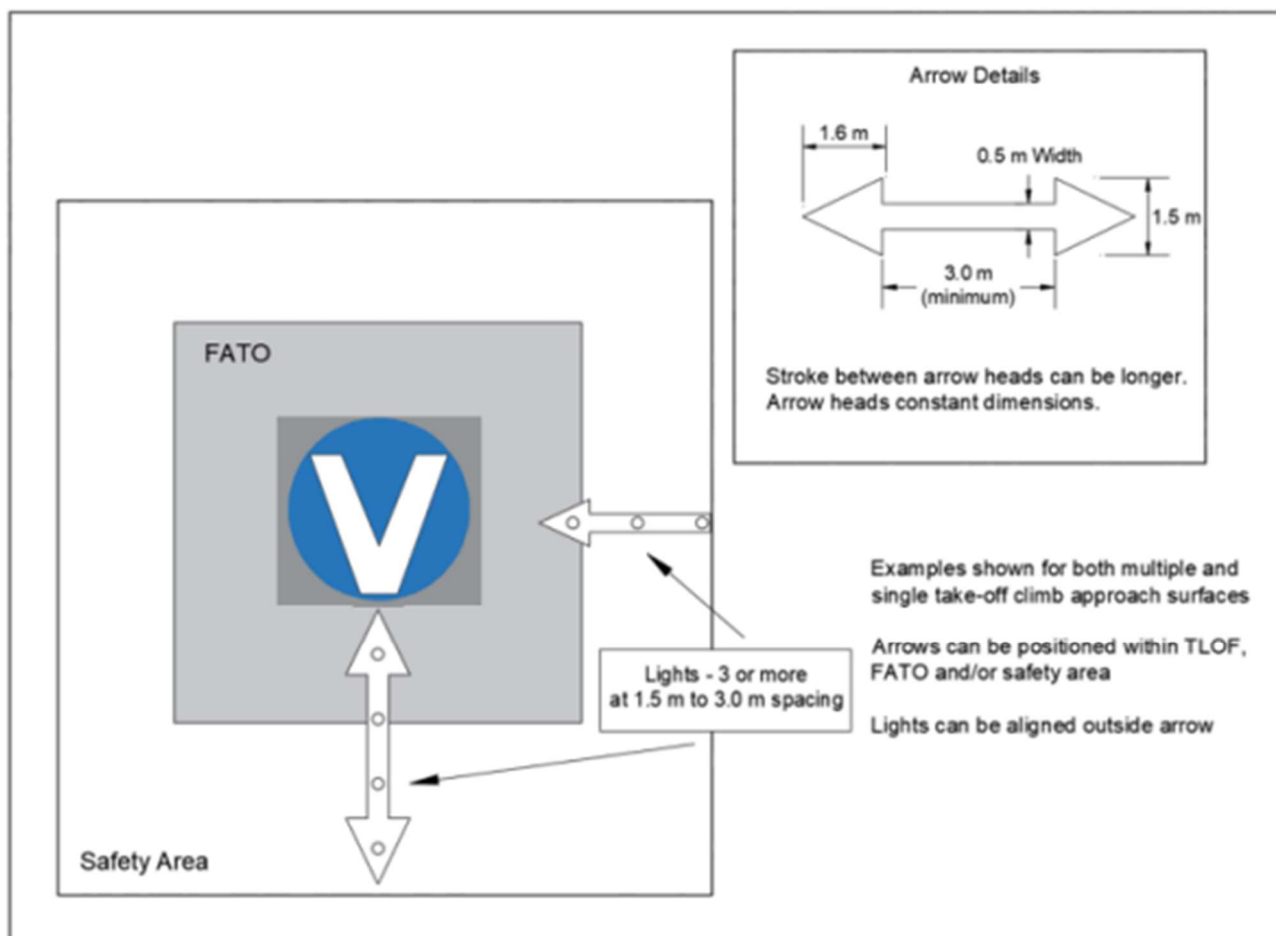 Arrow Details
1.6 m
0.5 m Width
1.5 m
3.0 m
(minimum)
Stroke between arrow heads can be longer.
Arrow heads constant dimensions.
FATO
V
Examples shown for both multiple and
single take-off climb approach surfaces
Arrows can be positioned within TLOF,
FATO and/or safety area
Lights - 3 or more
at 1.5 m to 3.0 m spacing
Lights can be aligned outside arrow
Safety Area